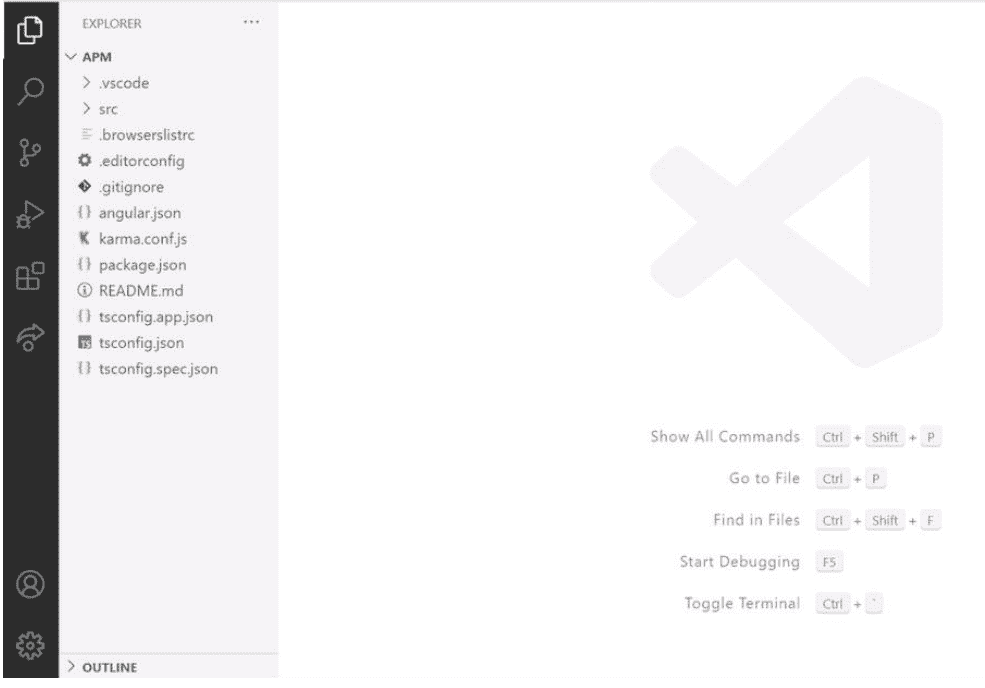 EXPLORER
APM
.vscode
src
.browserslistrc
.editorconfig
.gitignore
angular.json
karma.conf.js
package.json
README.md
tsconfig.app.json
TS tsconfig.json
tsconfig.spec.json
OUTLINE
Show All Commands Ctrl + Shift + P
Go to File Ctrl + P
Find in Files Ctrl + Shift + F
Start Debugging F5
Toggle Terminal Ctrl + `